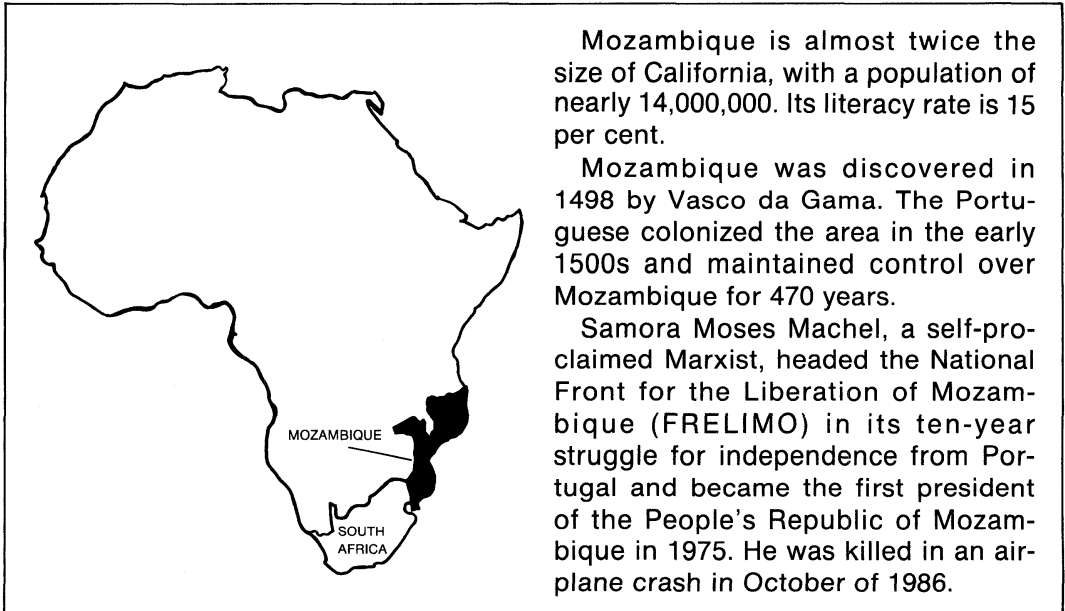 Mozambique is almost twice the
size of California, with a population of
nearly 14,000,000. Its literacy rate is 15
per cent.
Mozambique was discovered in
1498 by Vasco da Gama. The Portu-
guese colonized the area in the early
1500s and maintained control over
Mozambique for 470 years.
Samora Moses Machel, a self-pro-
claimed Marxist, headed the National
Front for the Liberation of Mozam-
bique (FRELIMO) in its ten-year
struggle for independence from Por-
tugal and became the first president
of the People's Republic of Mozam-
bique in 1975. He was killed in an air-
plane crash in October of 1986.
MOZAMBIQUE
SOUTH
AFRICA